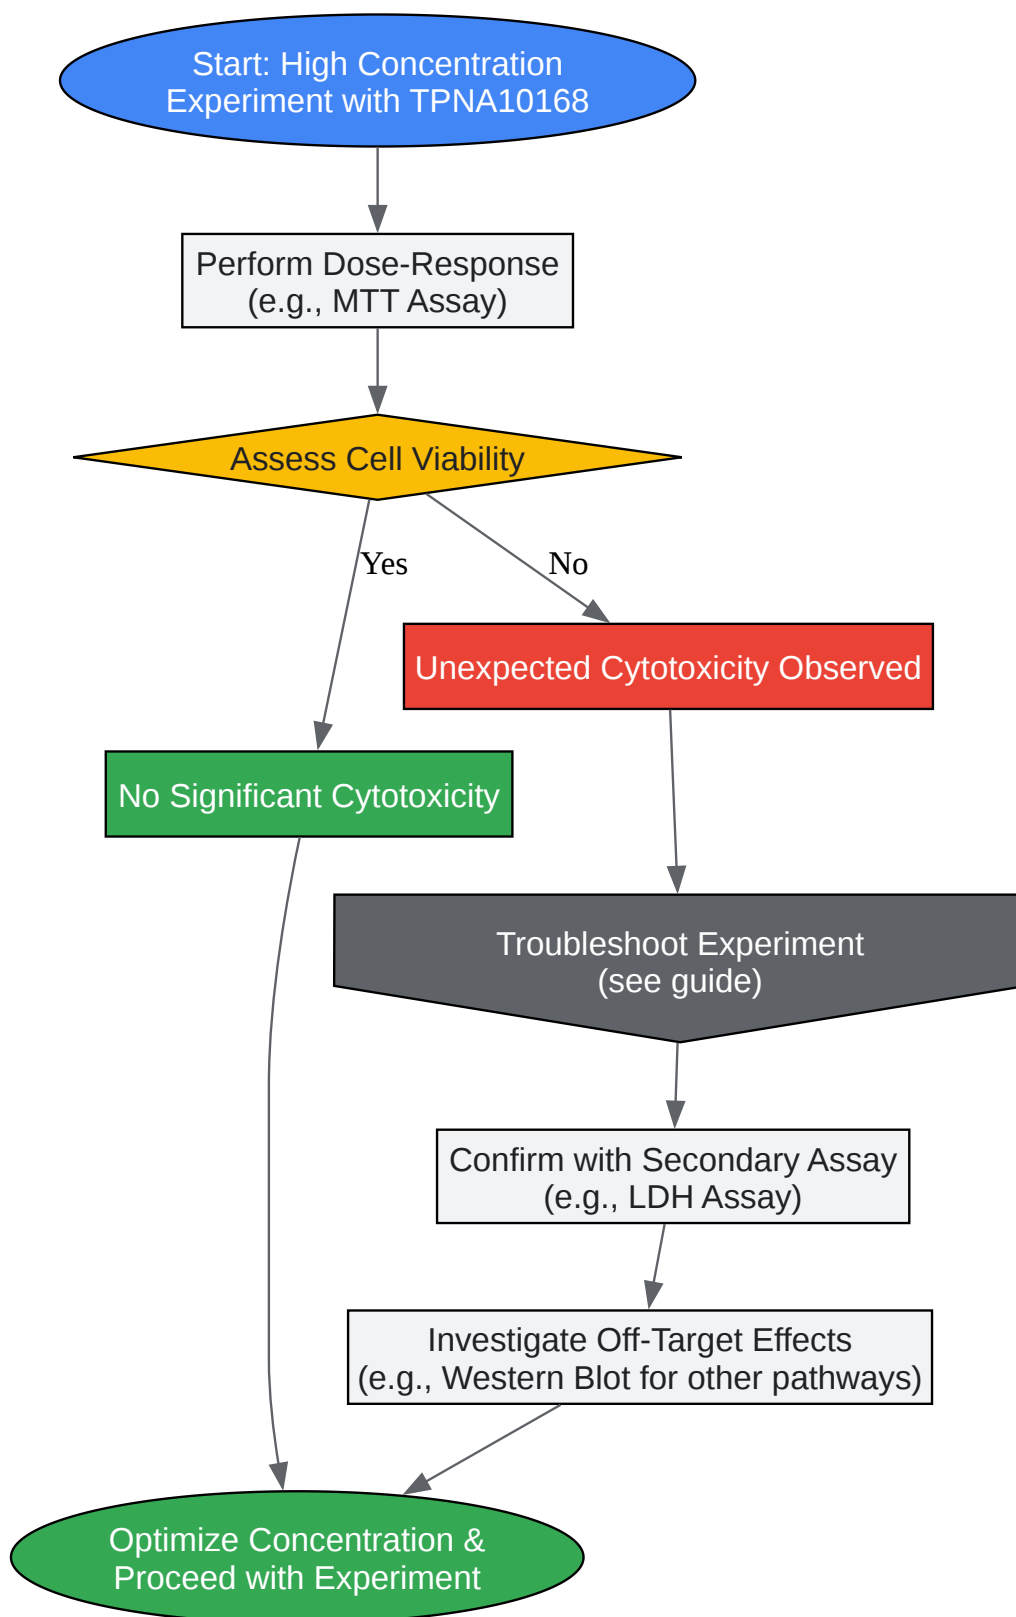 Start: High Concentration
Experiment with TPNA10168
Perform Dose-Response
(e.g., MTT Assay)
Assess Cell Viability
Yes
No
Unexpected Cytotoxicity Observed
No Significant Cytotoxicity
Troubleshoot Experiment
(see guide)
Confirm with Secondary Assay
(e.g., LDH Assay)
Investigate Off-Target Effects
(e.g., Western Blot for other pathways)
Optimize Concentration &
Proceed with Experiment